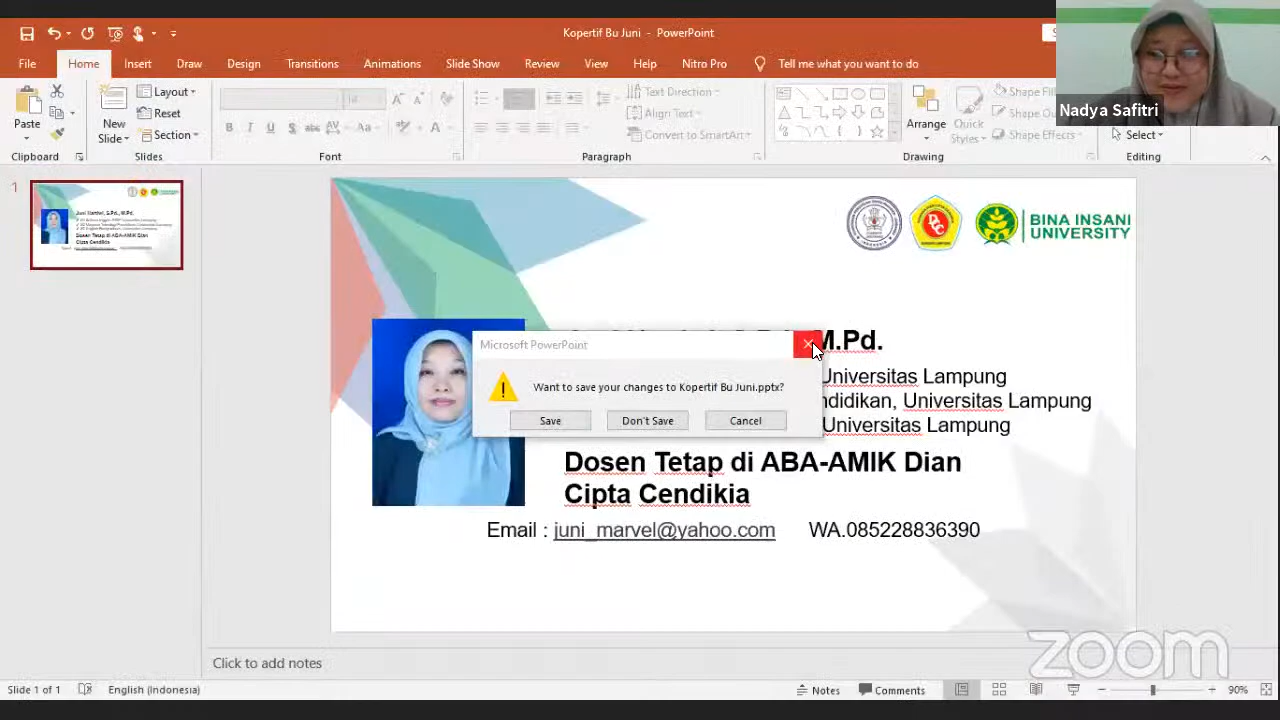 Kopertif Bu Juni - PowerPoint
File Home Insert Draw Design Transitions Animations Slide Show Review View Help Nitro Pro Tell me what you want to do
Nadya Safitri
Paste
Clipboard
New
Slide
Layout
Reset
Section
Slides
Font
Text Direction
Align Text
Convert to SmartArt
Paragraph
Arrange
Quick
Styles
Shape Fill
Shape Effects
Drawing
Select
Editing
1
BINA INSANI
UNIVERSITY
M.Pd.
Universitas Lampung
Universitas Lampung
Universitas Lampung
Microsoft PowerPoint
Want to save your changes to Kopertif Bu Juni.pptx?
Save Don't Save Cancel
Dosen Tetap di ABA-AMIK Dian
Cipta Cendikia
Email : juni_marvel@yahoo.com WA.085228836390
zoom
Click to add notes
Slide 1 of 1 English (Indonesia) Notes Comments 90%